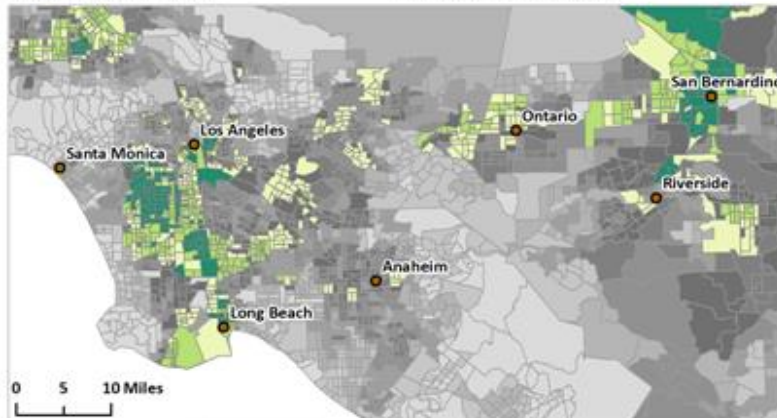 San Bernardino
Los Angeles
Ontario
Santa Monica
Riverside
Anaheim
Long Beach
0 5 10 Miles